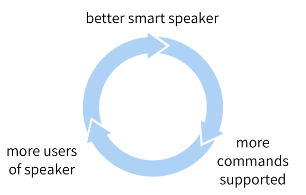 better smart speaker
more
commands
supported
more users
of speaker